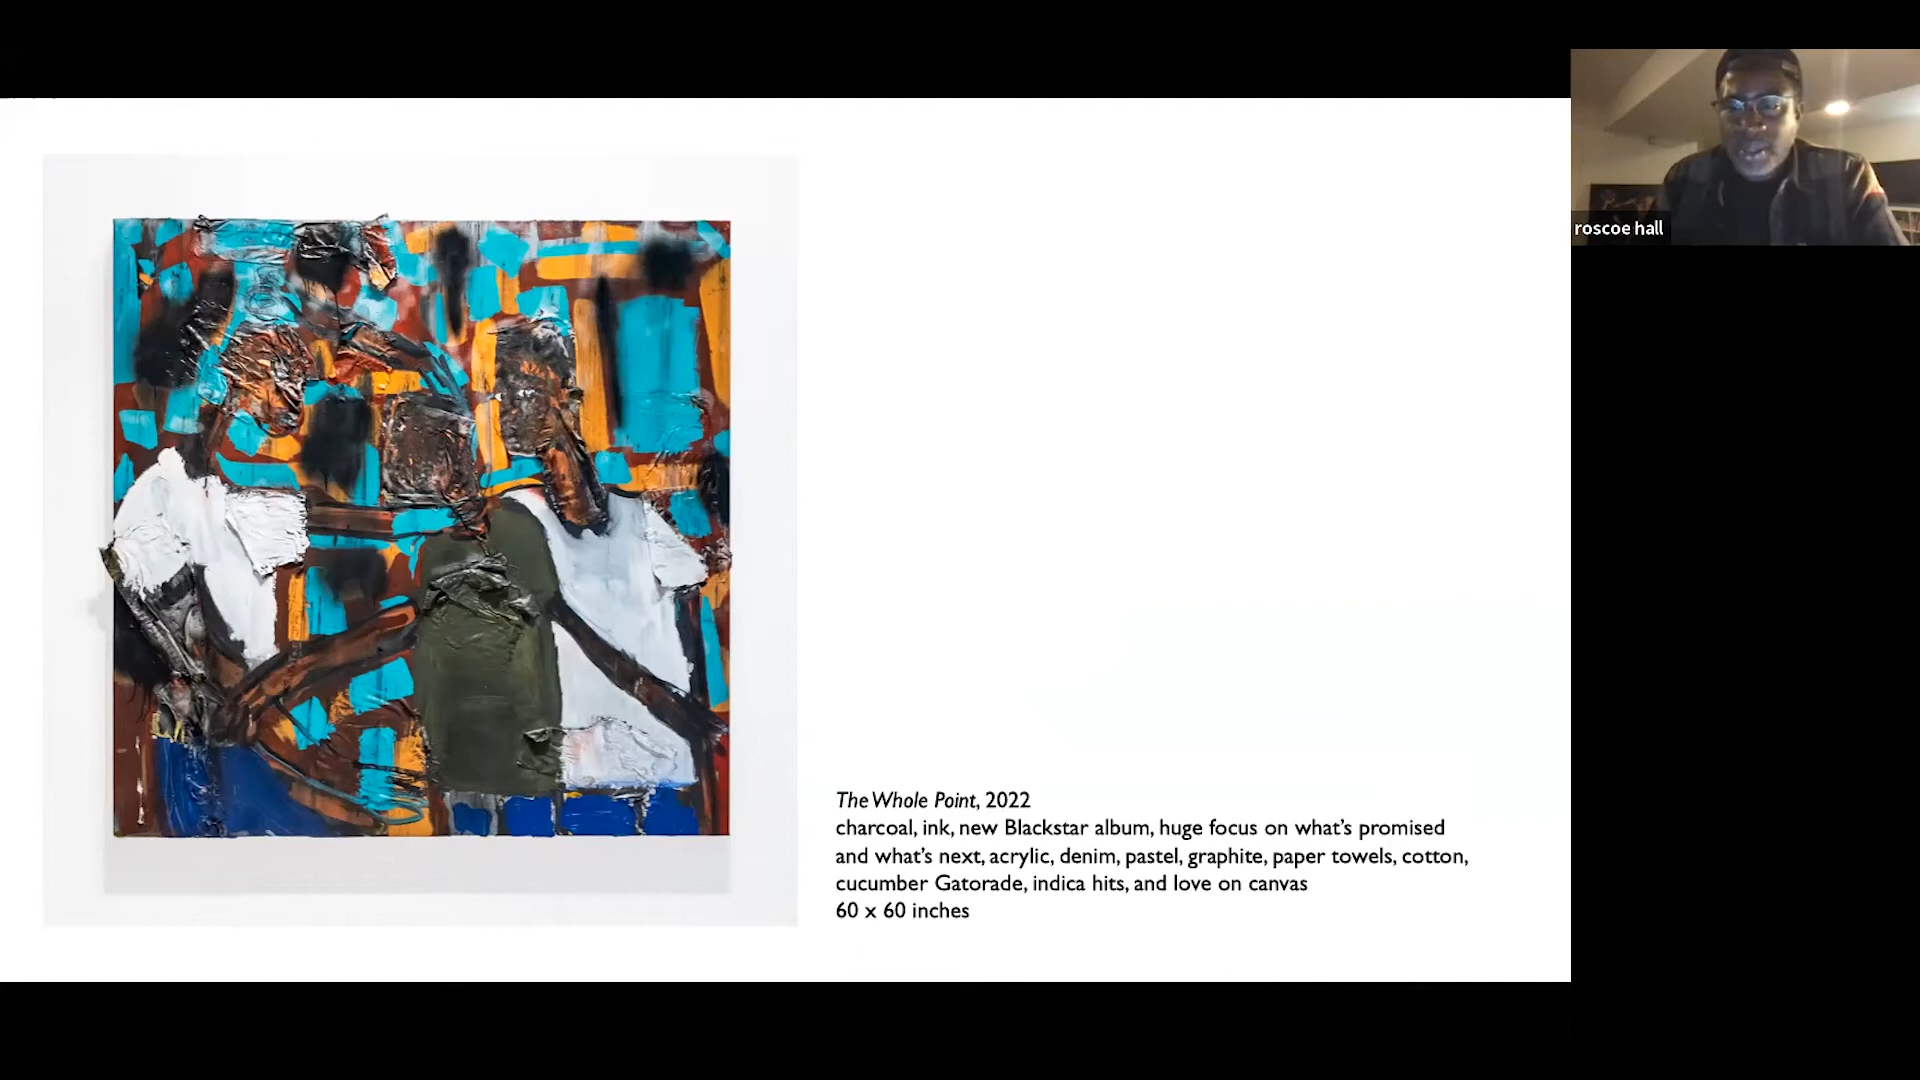 roscoe hall
The Whole Point, 2022
charcoal, ink, new Blackstar album, huge focus on what's promised
and what's next, acrylic, denim, pastel, graphite, paper towels, cotton,
cucumber Gatorade, indica hits, and love on canvas
60 x 60 inches